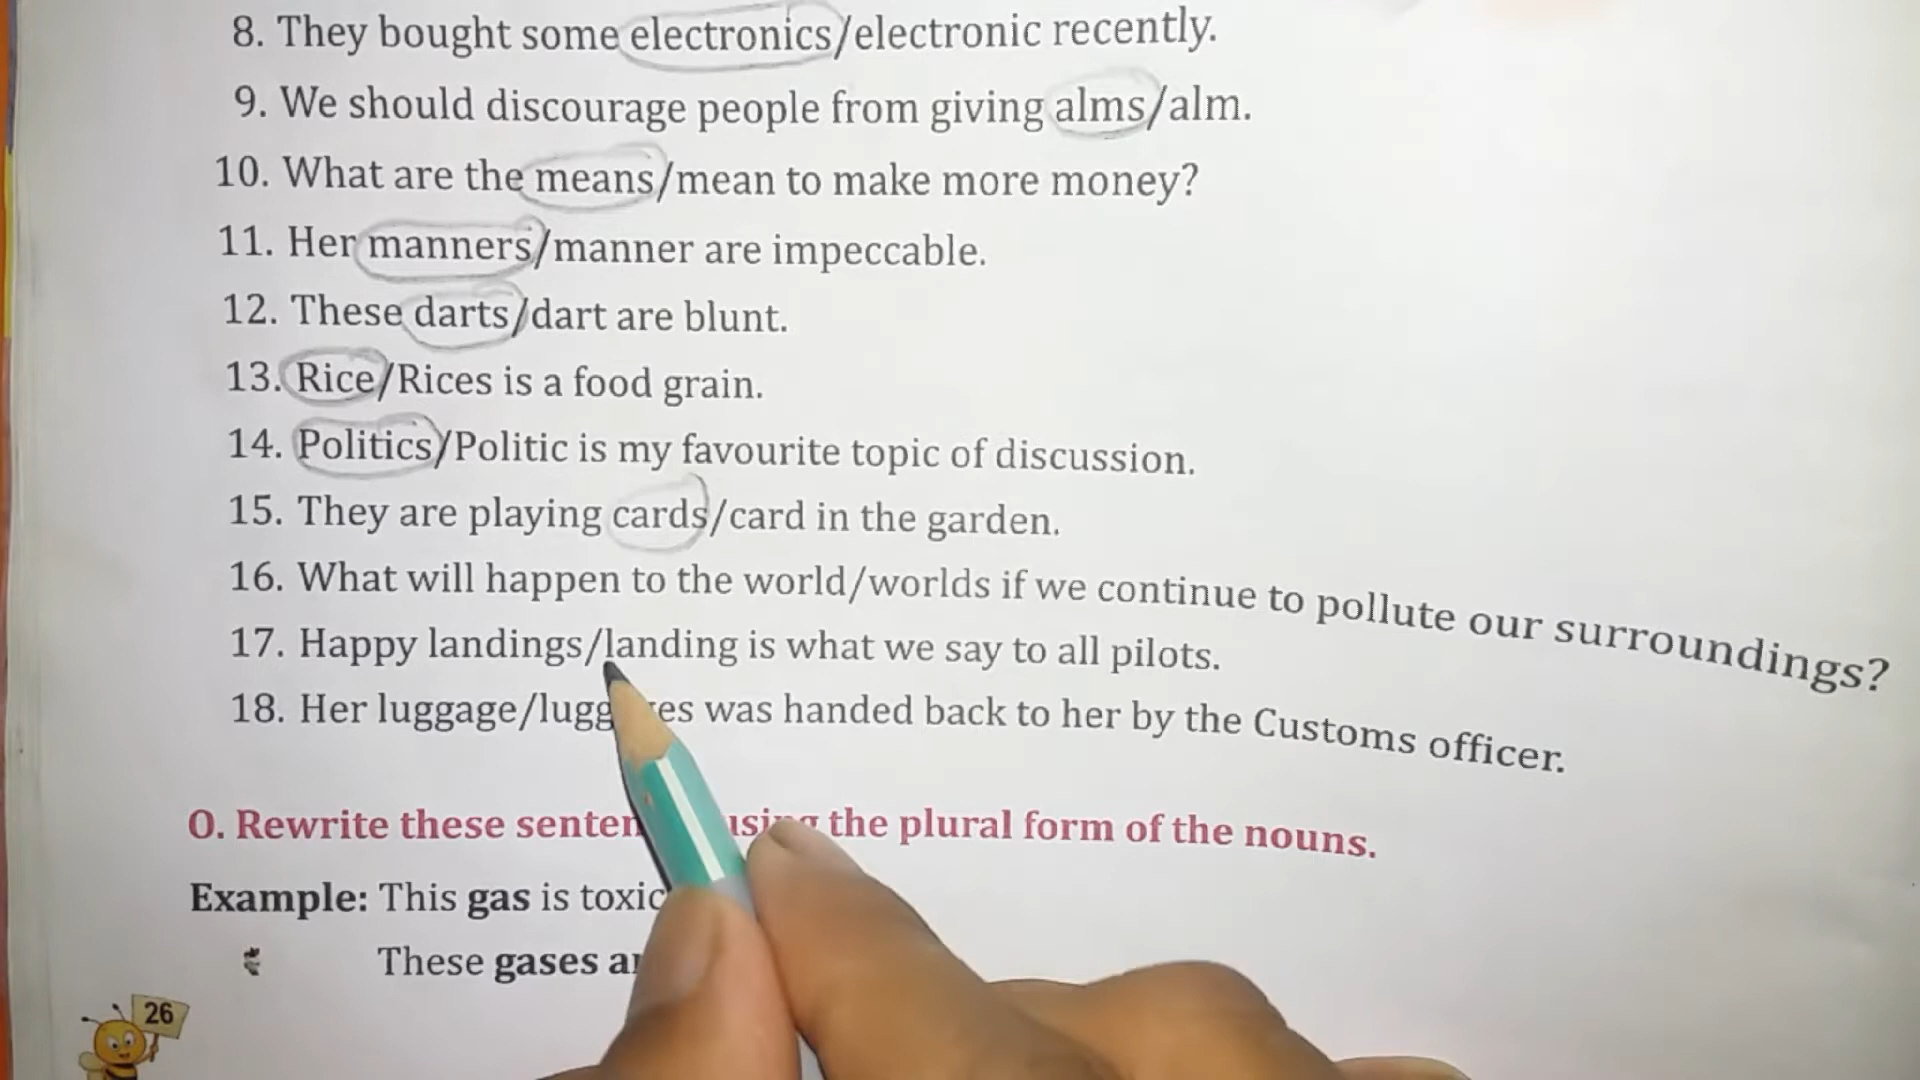 8. They bought some electronics/electronic recently.
9. We should discourage people from giving alms/alm.
10. What are the means/mean to make more money?
11. Her manners/manner are impeccable.
12. These darts/dart are blunt.
13. Rice/Rices is a food grain.
14. Politics/Politic is my favourite topic of discussion.
15. They are playing cards/card in the garden.
16. What will happen to the world/worlds if we continue to pollute our surroundings?
17. Happy landings/landing is what we say to all pilots.
18. Her luggage/lugg es was handed back to her by the Customs officer.
O. Rewrite these senten using the plural form of the nouns.
Example: This gas is toxic
These gases
26